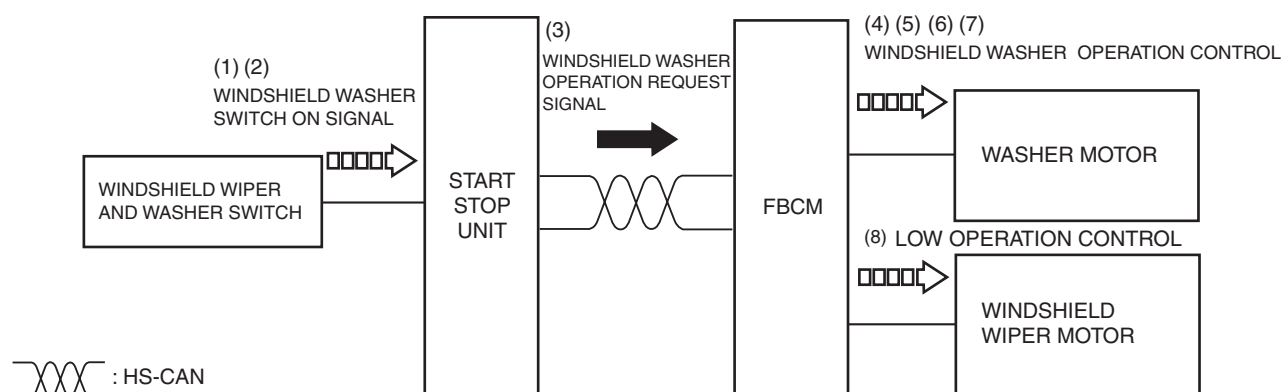 (1) (2)
WINDSHIELD WASHER
SWITCH ON SIGNAL
WINDSHIELD WIPER
AND WASHER SWITCH
START
STOP
UNIT
(3)
WINDSHIELD WASHER
OPERATION REQUEST
SIGNAL
FBCM
(4) (5) (6) (7)
WINDSHIELD WASHER OPERATION CONTROL
WASHER MOTOR
(8) LOW OPERATION CONTROL
WINDSHIELD
WIPER MOTOR
: HS-CAN